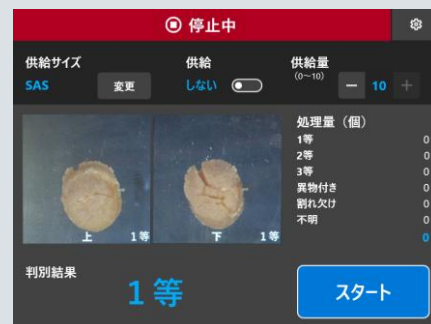 停止中
供給サイズ
SAS
変更
供給
しない
供給量
(0~10)
10
処理量（個）
1等 0
2等 0
3等 0
異物付き 0
割れ欠け 0
不明 0
0
上 1等
下 1等
判別結果
1等
スタート